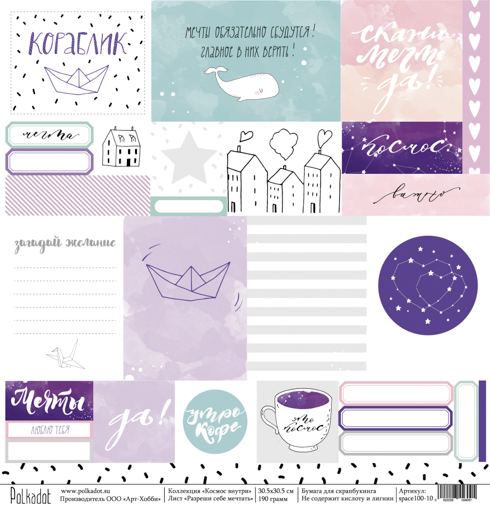 КОРАБЛИК
МЕЧТЫ ОБЯЗАТЕЛЬНО СБУДУТСЯ!
ГЛАВНОЕ В НИХ ВЕРИТЬ!
скажи
мечте
да!
мечта
космос
загадай желание
Мечты
ЛЮБЛЮ ТЕБЯ
да!
утро
кофе
это
космос
Polkadot
www.polkadot.su
Производитель ООО «Арт-Хобби»
Коллекция «Космос внутри»
Лист «Разреши себе мечтать»
30.5х30.5 см
190 грамм
Бумага для скрапбукинга
Не содержит кислоту и лигнин
Артикул:
space100-10